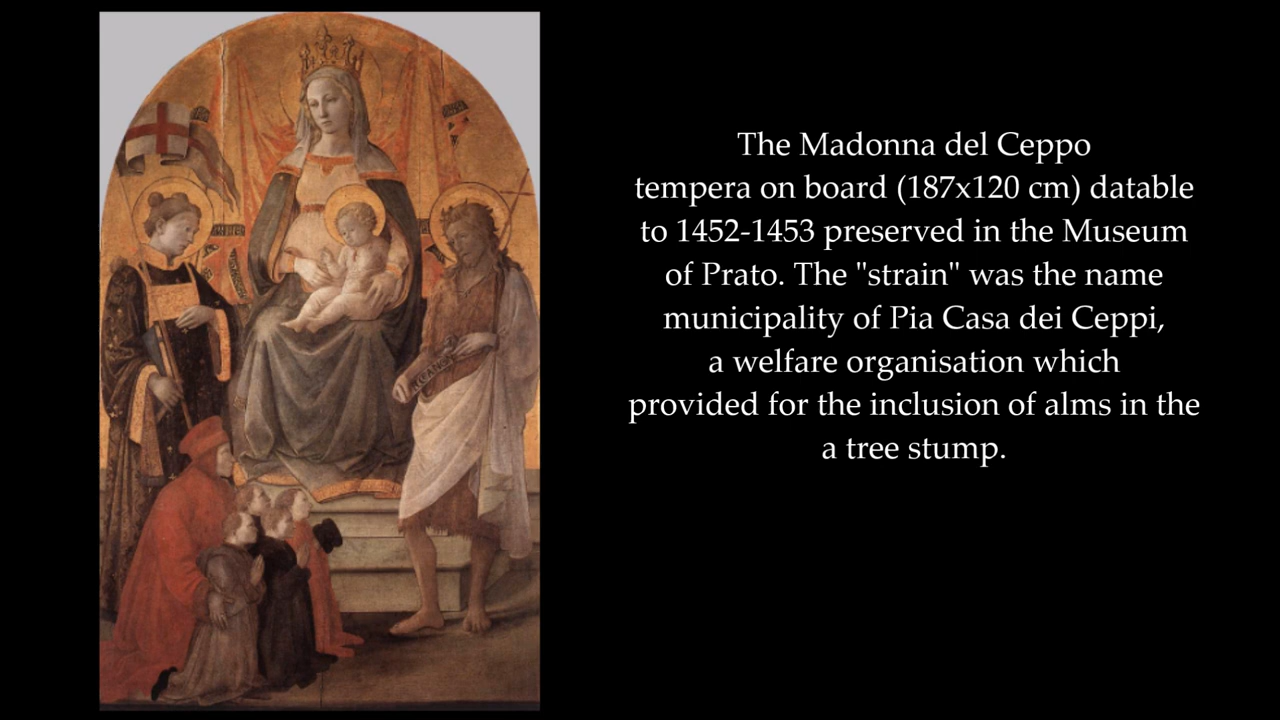 The Madonna del Ceppo
tempera on board (187x120 cm) datable
to 1452-1453 preserved in the Museum
of Prato. The "strain" was the name
municipality of Pia Casa dei Ceppi,
a welfare organisation which
provided for the inclusion of alms in the
a tree stump.